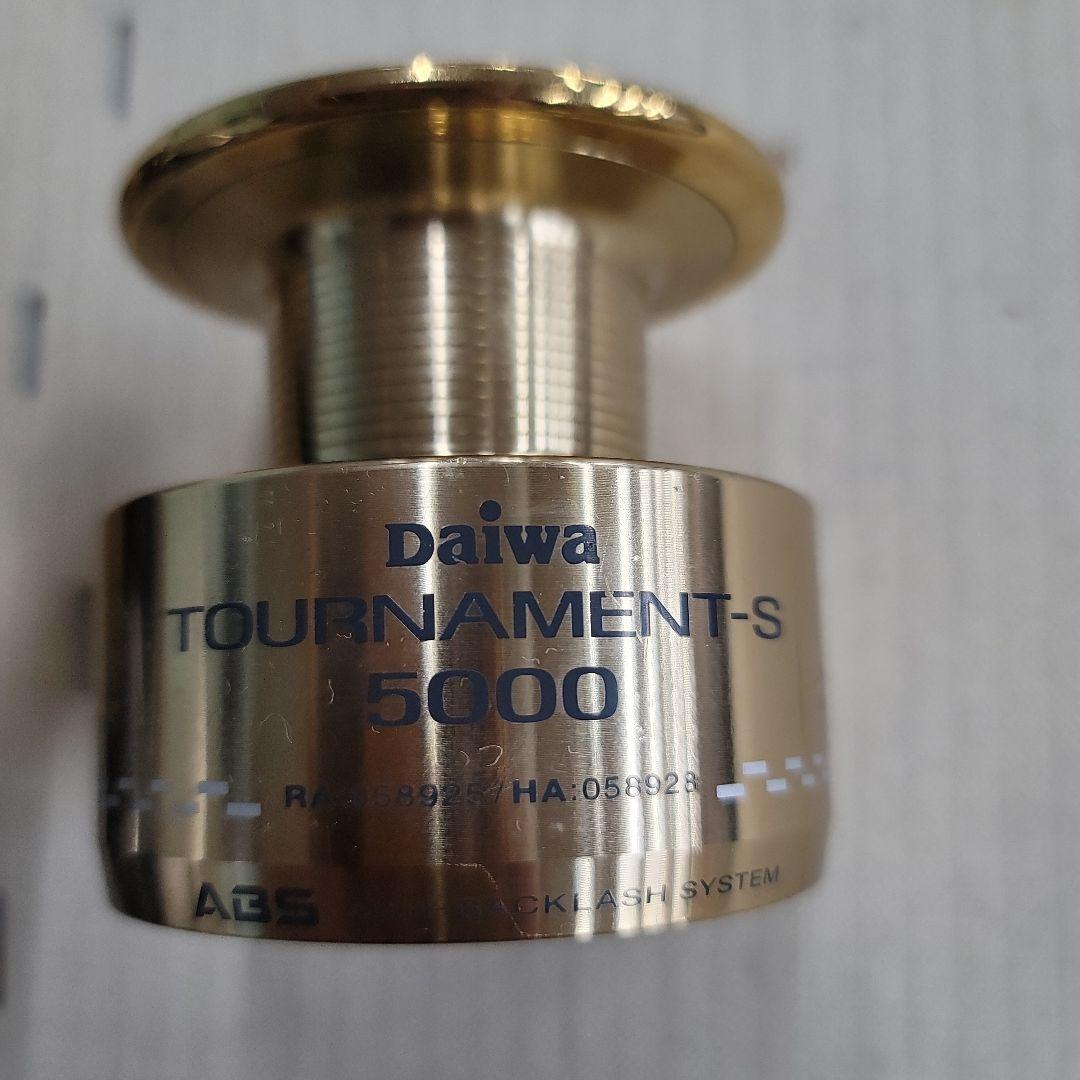 Daiwa
TOURNAMENT-S
5000
HA:058928
ABS BACKLASH SYSTEM